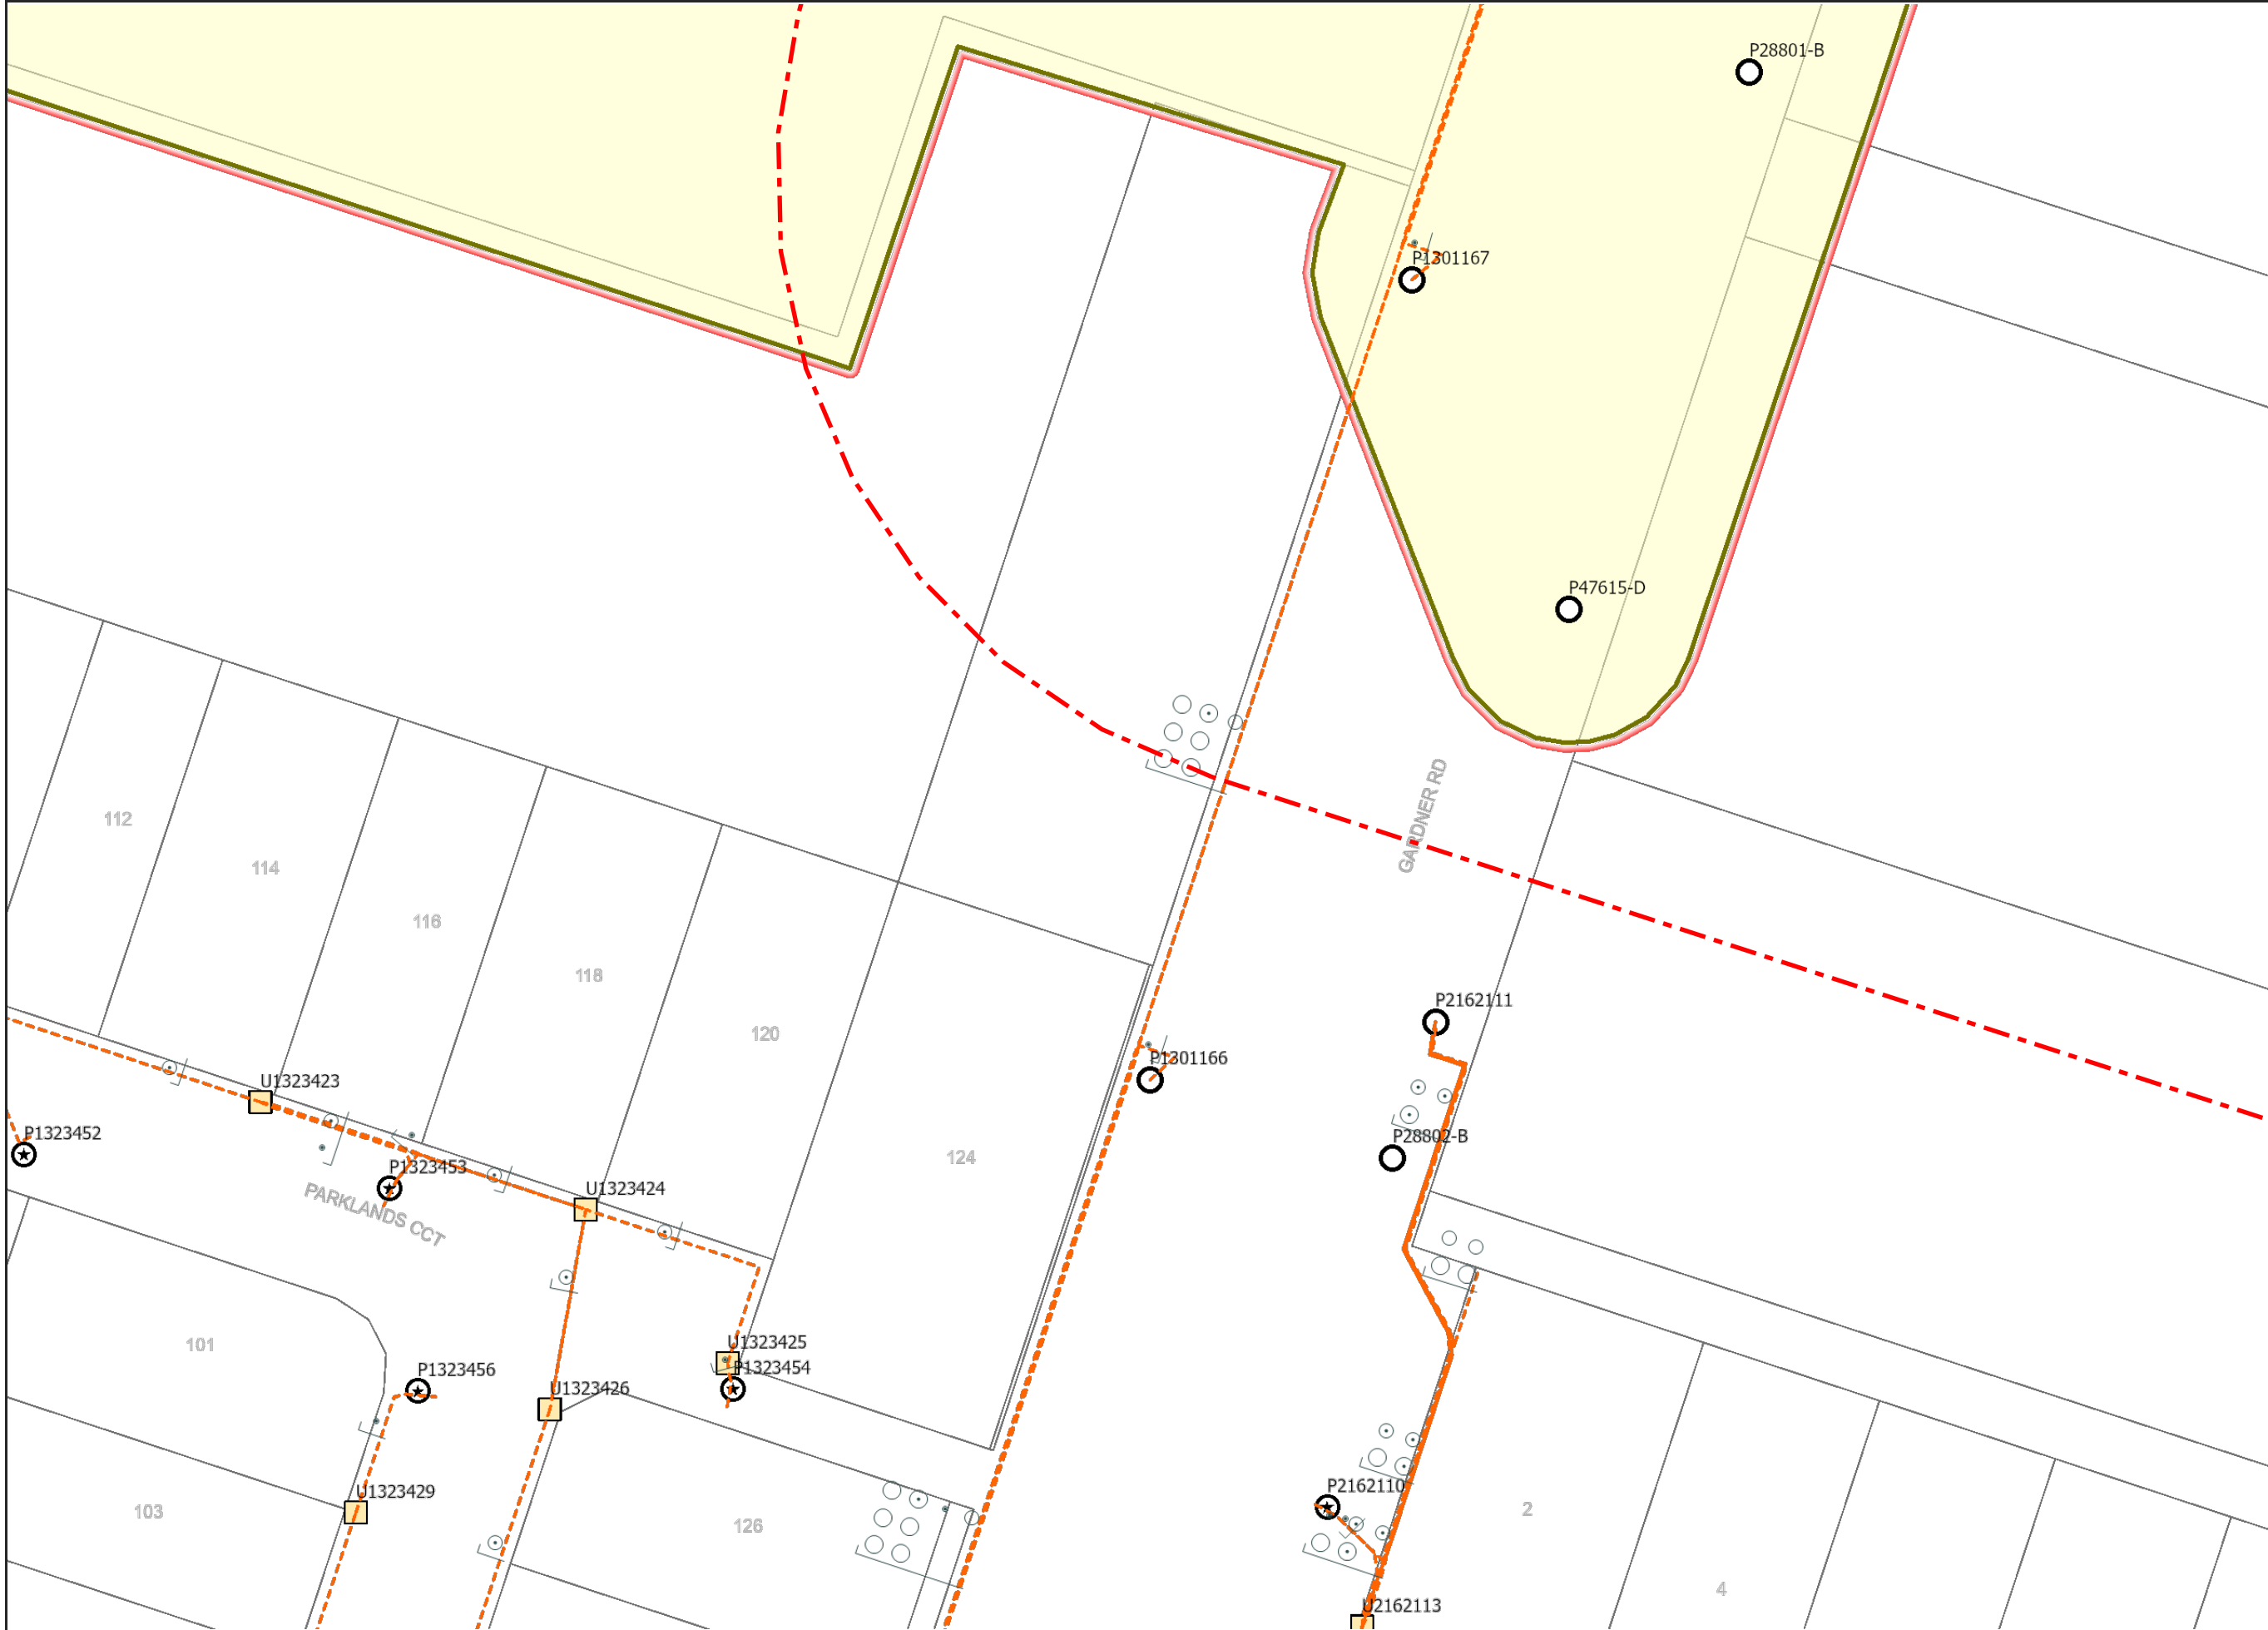 P28801-B
P1301167
P47615-D
GARDNER RD
112
114
116
118
120
124
P2162111
P1301166
U1323423
P1323452
P28802-B
P1323453
U1323424
PARKLANDS CCT
101
U1323425
P1323454
P1323456
U1323426
U1323429
P2162110
103
126
2
4
U2162113